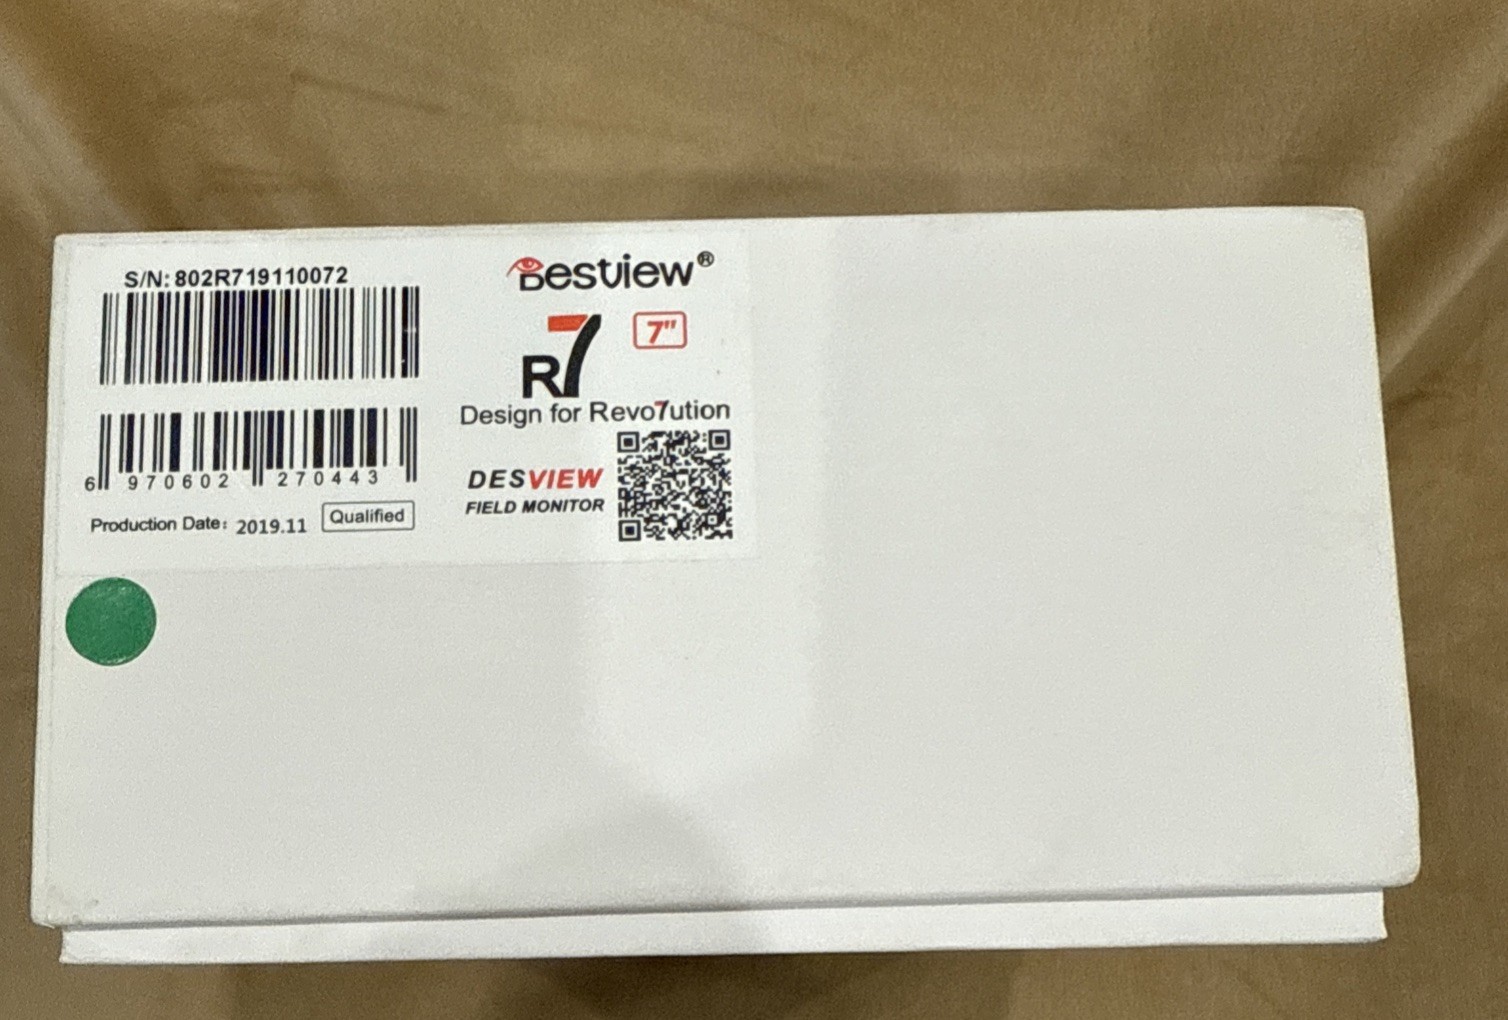 S/N: 802R719110072
6 970602 270443
Production Date: 2019.11 Qualified
Bestview®
R7 7"
Design for Revo7ution
DESVIEW
FIELD MONITOR